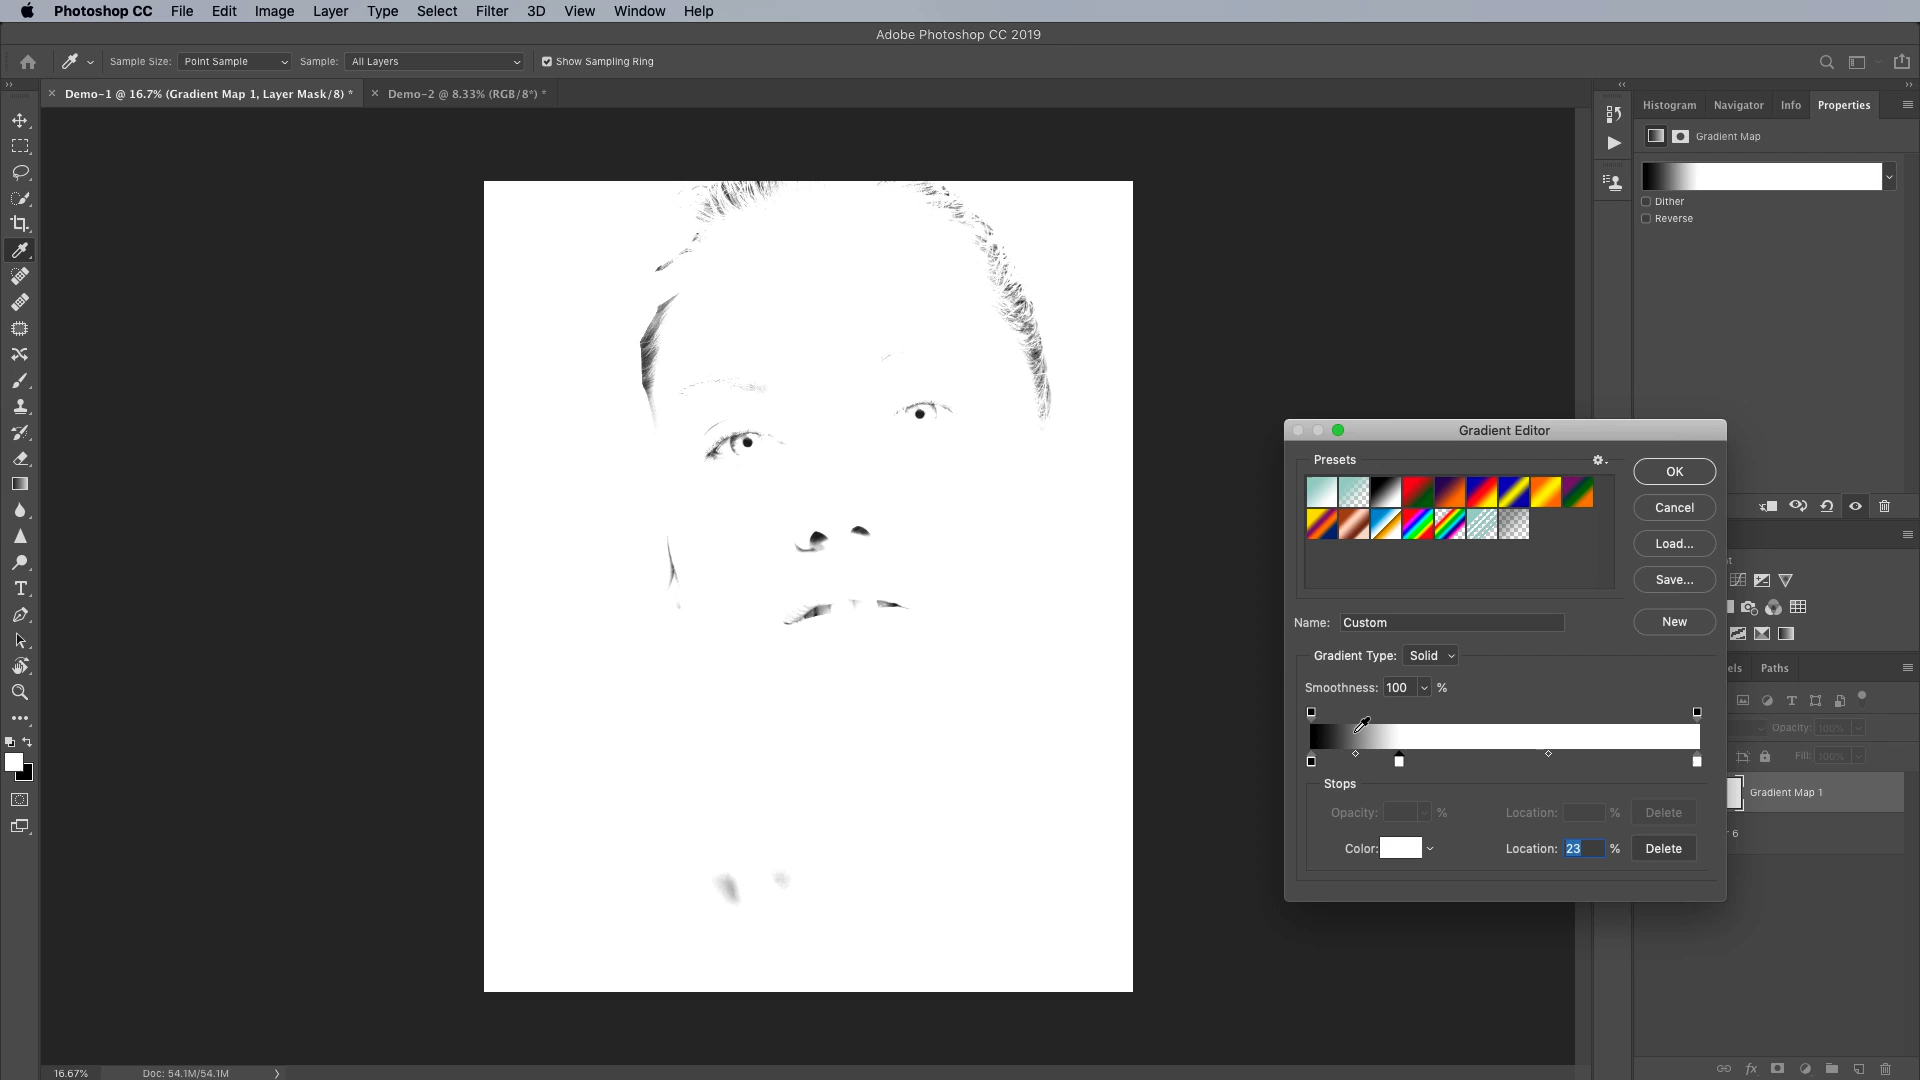 Photoshop CC File Edit Image Layer Type Select Filter 3D View Window Help
Adobe Photoshop CC 2019
Sample Size: Point Sample Sample: All Layers Show Sampling Ring
Demo-1 @ 16.7% (Gradient Map 1, Layer Mask/8) * Demo-2 @ 8.33% (RGB/8*) *
Histogram Navigator Info Properties
Gradient Map
Dither
Reverse
Gradient Editor
Presets
OK
Cancel
Load...
Save...
Name: Custom
New
Gradient Type: Solid
Smoothness: 100 %
Stops
Opacity: % Location: % Delete
Color: Location: 23 % Delete
els Paths
Opacity: 100%
Fill: 100%
Gradient Map 1
r 6
16.67% Doc: 54.1M/54.1M